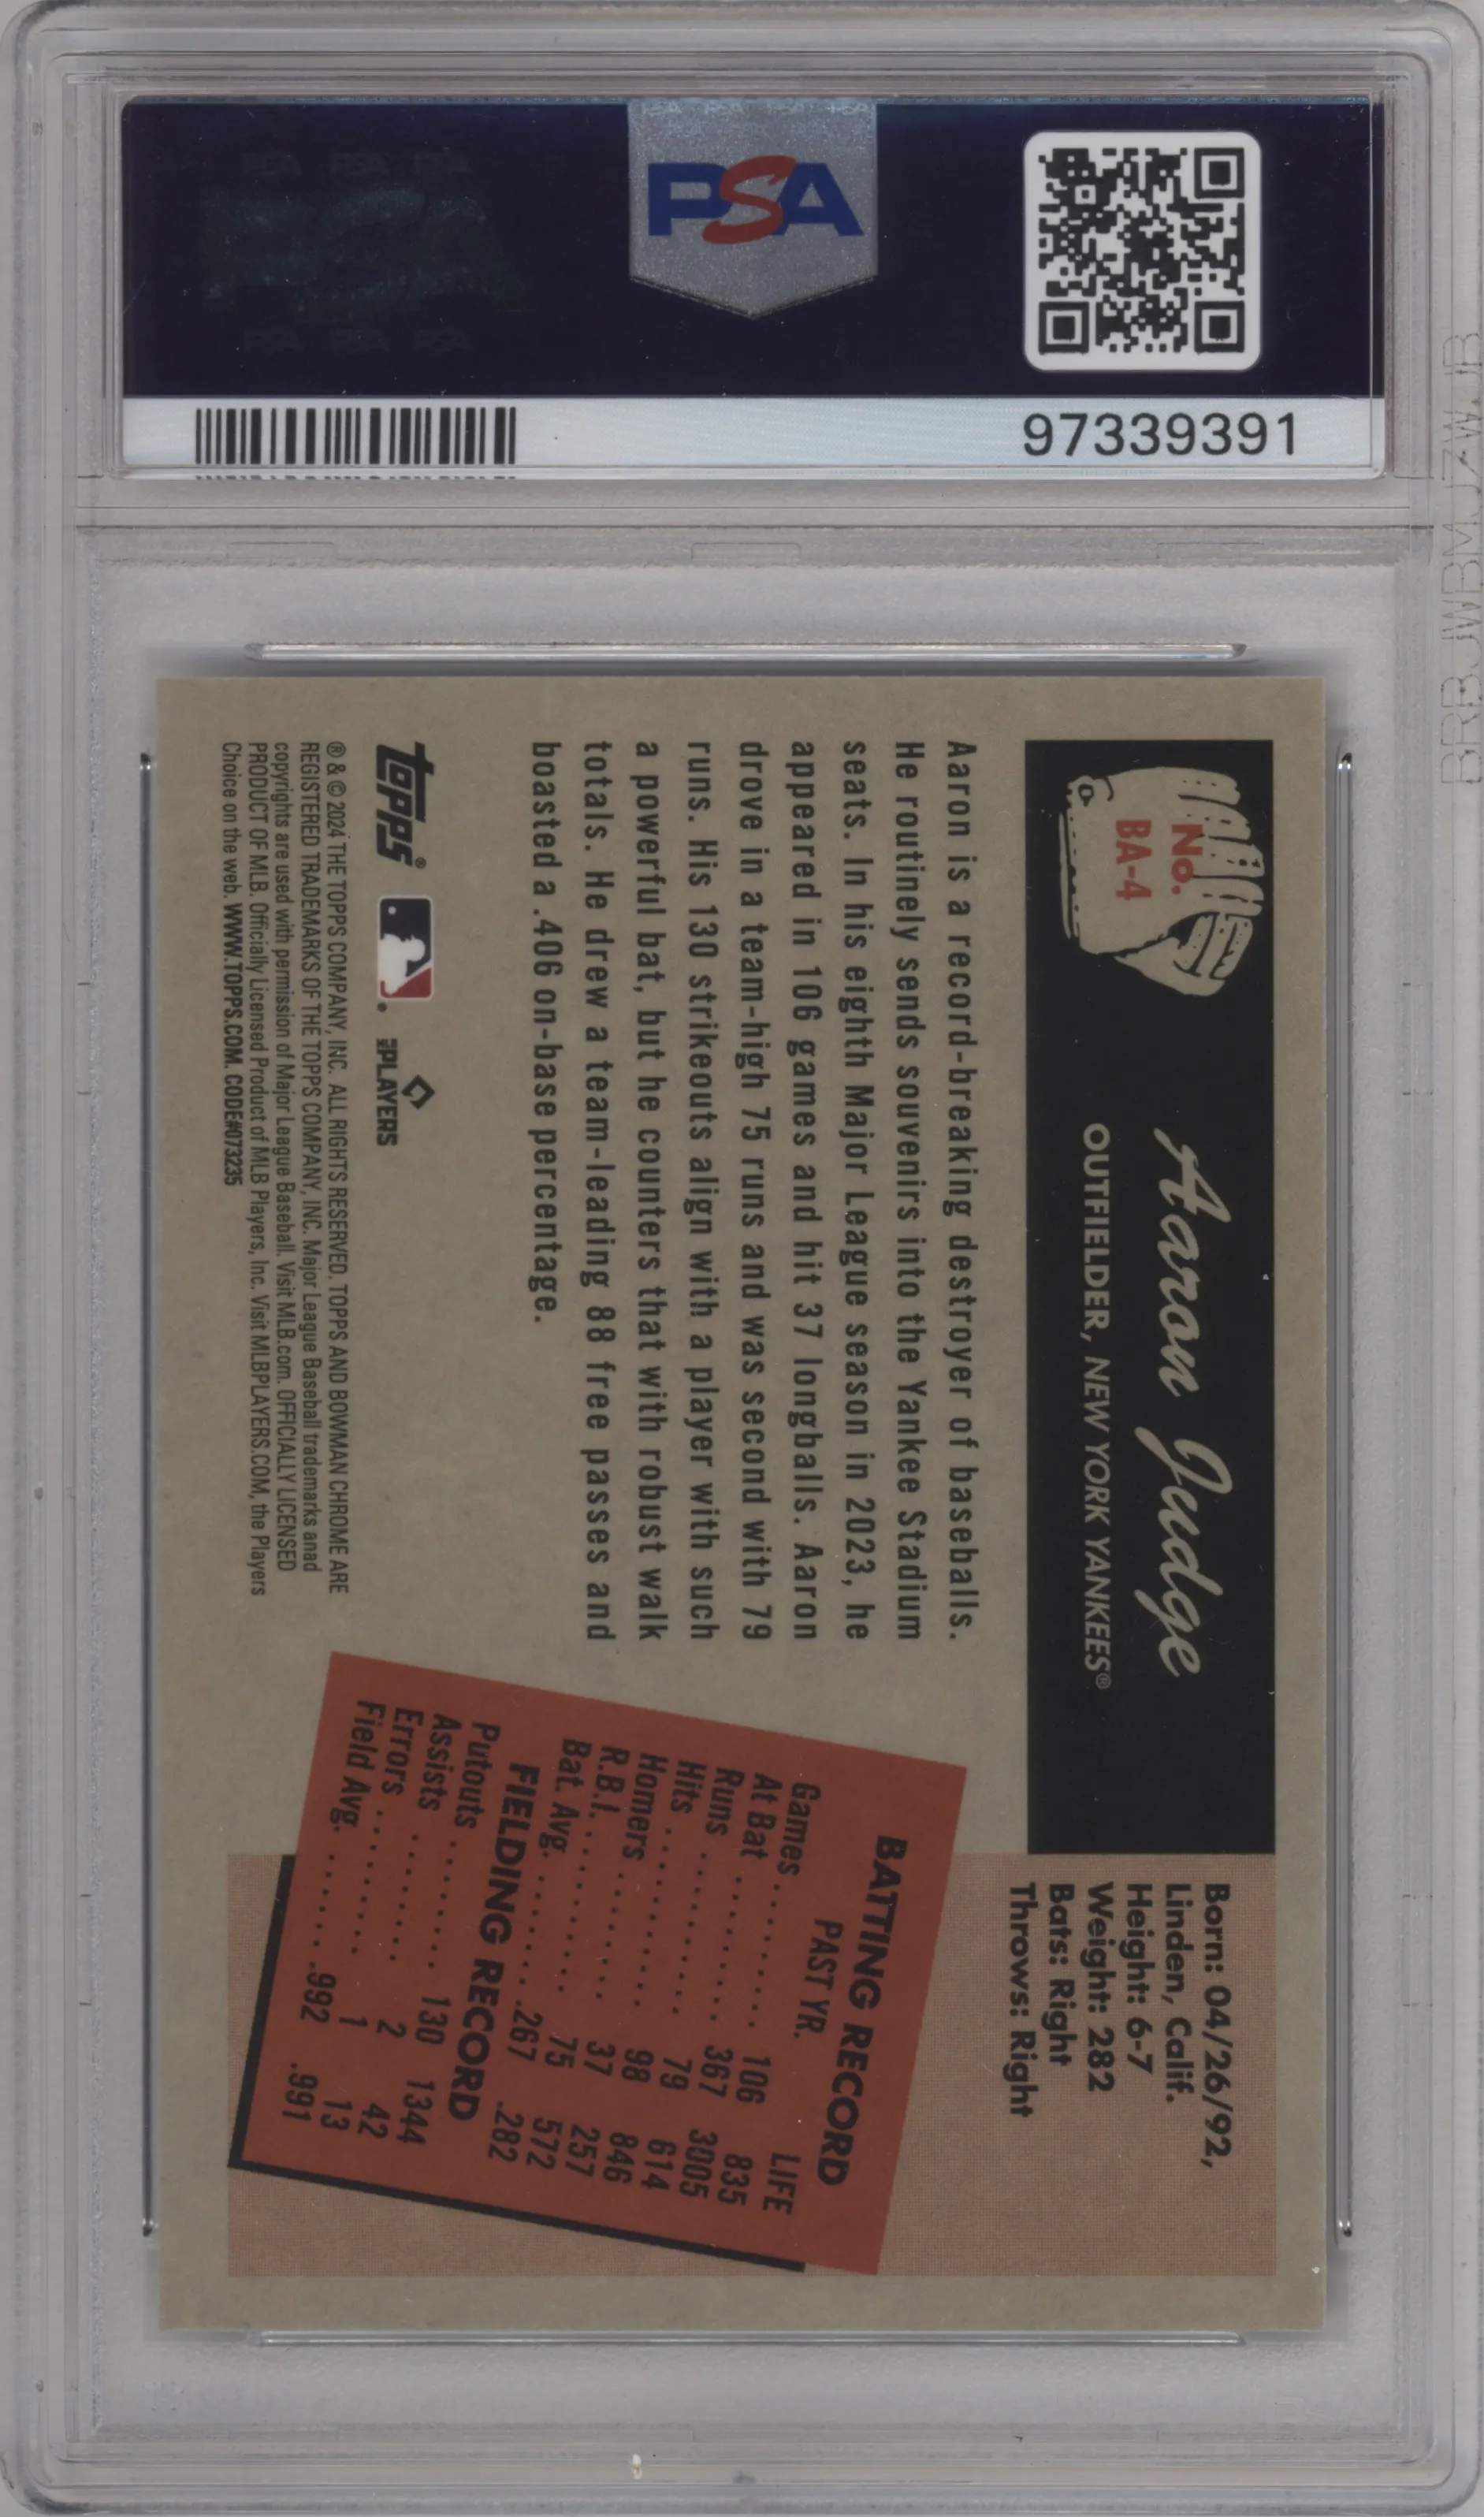 PSA
97339391
No.
BA-4
Aaron Judge
OUTFIELDER, NEW YORK YANKEES®
Born: 04/26/92,
Linden, Calif.
Height: 6-7
Weight: 282
Bats: Right
Throws: Right
Aaron is a record-breaking destroyer of baseballs.
He routinely sends souvenirs into the Yankee Stadium
seats. In his eighth Major League season in 2023, he
appeared in 106 games and hit 37 longballs. Aaron
drove in a team-high 75 runs and was second with 79
runs. His 130 strikeouts align with a player with such
a powerful bat, but he counters that with robust walk
totals. He drew a team-leading 88 free passes and
boasted a .406 on-base percentage.
BATTING RECORD
PAST YR. LIFE
Games . . . . . . . . . 106 835
At Bat . . . . . . . . . 367 3005
Runs . . . . . . . . . . 79 614
Hits . . . . . . . . . . . 98 846
Homers . . . . . . . . 37 257
R.B.I. . . . . . . . . . . 75 572
Bat. Avg. . . . . . . . .267 .282
FIELDING RECORD
Putouts . . . . . . . . 130 1344
Assists . . . . . . . . 2 42
Errors . . . . . . . . . 1 13
Field Avg. . . . . . . .992 .991
topps® MLB PLAYERS
® & © 2024 THE TOPPS COMPANY, INC. ALL RIGHTS RESERVED. TOPPS AND BOWMAN CHROME ARE
REGISTERED TRADEMARKS OF THE TOPPS COMPANY, INC. Major League Baseball trademarks anad
copyrights are used with permission of Major League Baseball. Visit MLB.com. OFFICIALLY LICENSED
PRODUCT OF MLB. Officially Licensed Product of MLB Players, Inc. Visit MLBPLAYERS.COM, the Players
Choice on the web. WWW.TOPPS.COM. CODE#073235